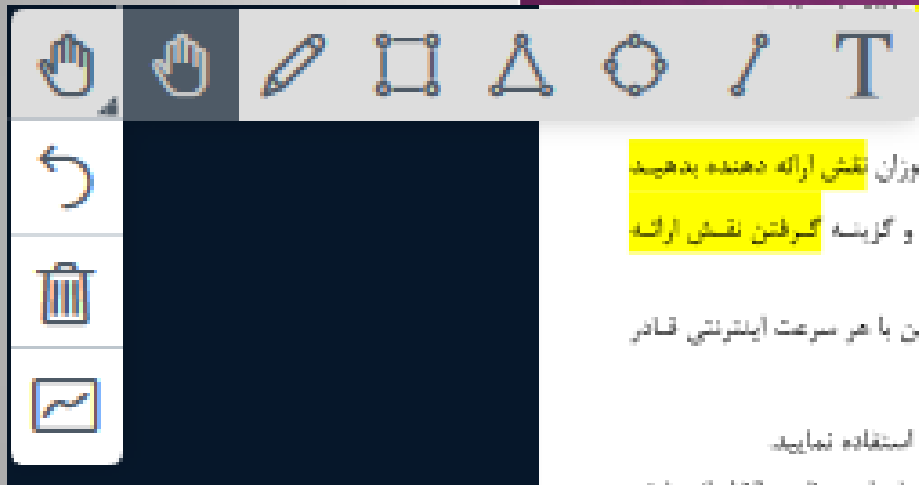 T
وزان نقش ارائه دهنده بدهید
و گزینه گرفتن نقش ارائه
ن با هر سرعت اینترنتی قادر
استفاده نمایید.